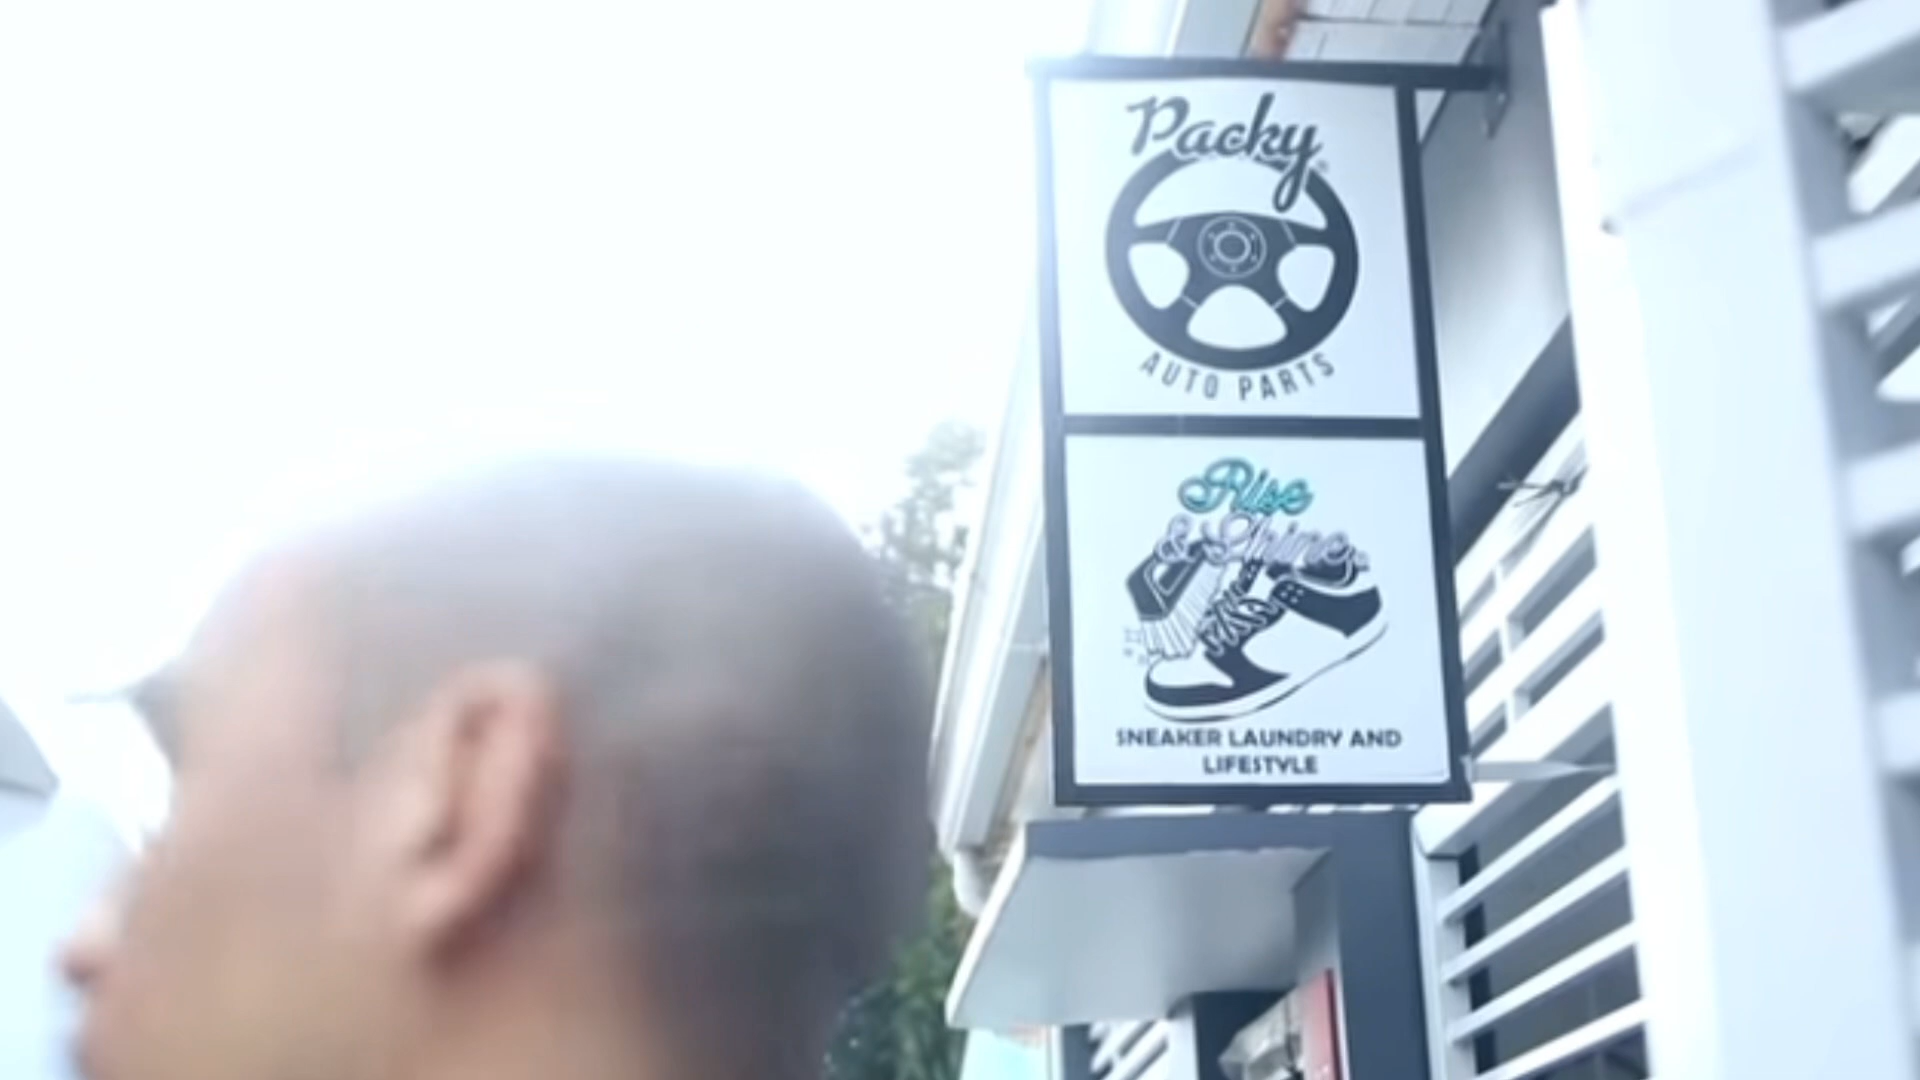 Packy
AUTO PARTS
Rise
& Shine
SNEAKER LAUNDRY AND
LIFESTYLE